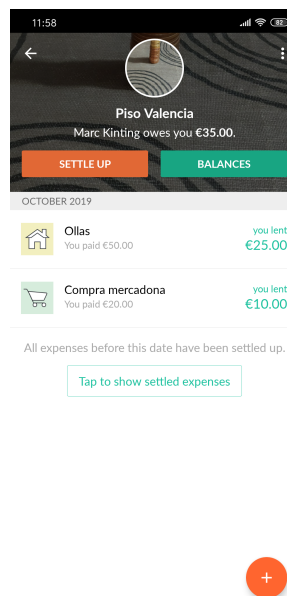 11:58
82
Piso Valencia
Marc Kinting owes you €35.00.
SETTLE UP
BALANCES
OCTOBER 2019
Ollas
you lent
You paid €50.00
€25.00
Compra mercadona
you lent
You paid €20.00
€10.00
All expenses before this date have been settled up.
Tap to show settled expenses
+